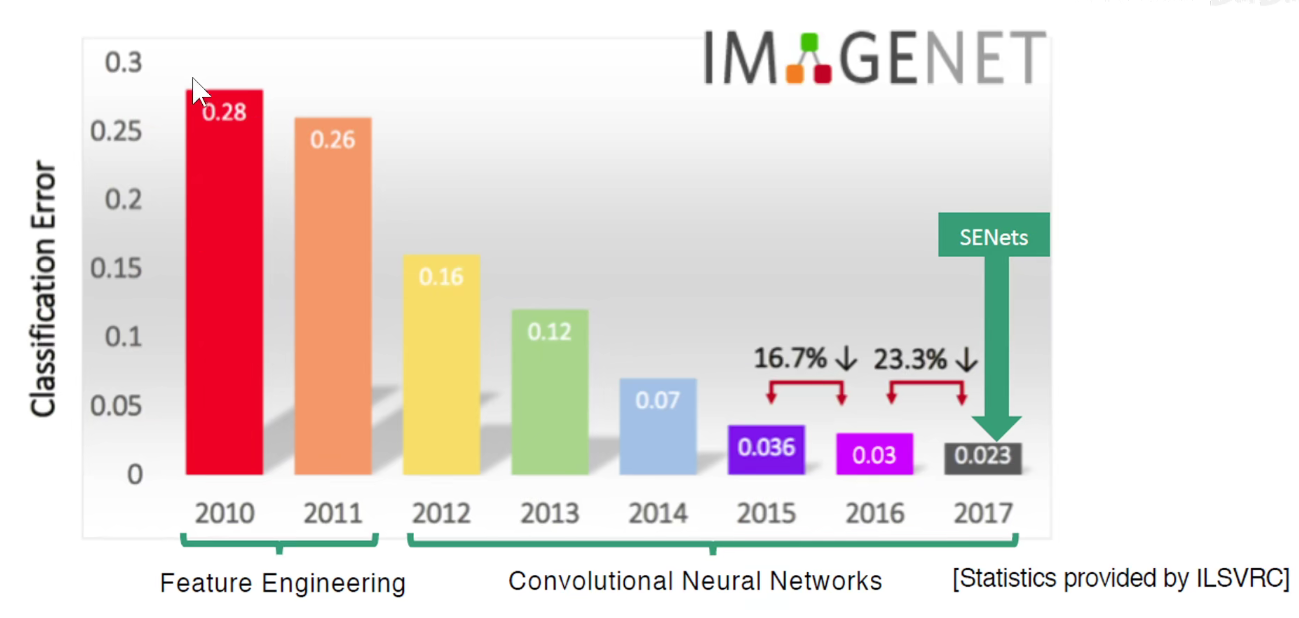 IMAGENET
Classification Error
0.3
0.25
0.2
0.15
0.1
0.05
0
0.28
0.26
0.16
0.12
0.07
0.036
0.03
0.023
16.7% ↓ 23.3% ↓
SENets
2010 2011 2012 2013 2014 2015 2016 2017
Feature Engineering
Convolutional Neural Networks
[Statistics provided by ILSVRC]